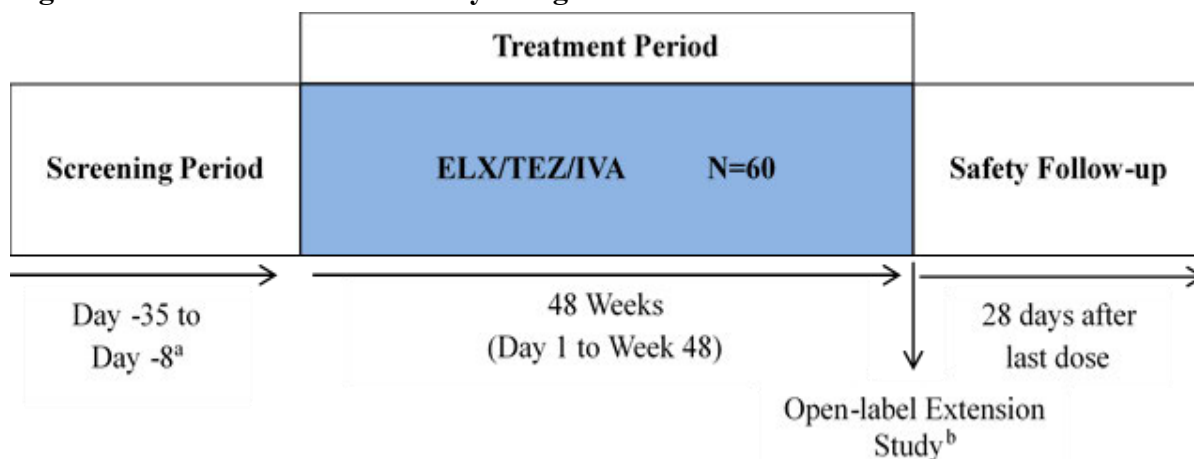 Treatment Period
Screening Period
ELX/TEZ/IVA N=60
Safety Follow-up
Day -35 to
Day -8a
48 Weeks
(Day 1 to Week 48)
28 days after
last dose
Open-label Extension
Studyb